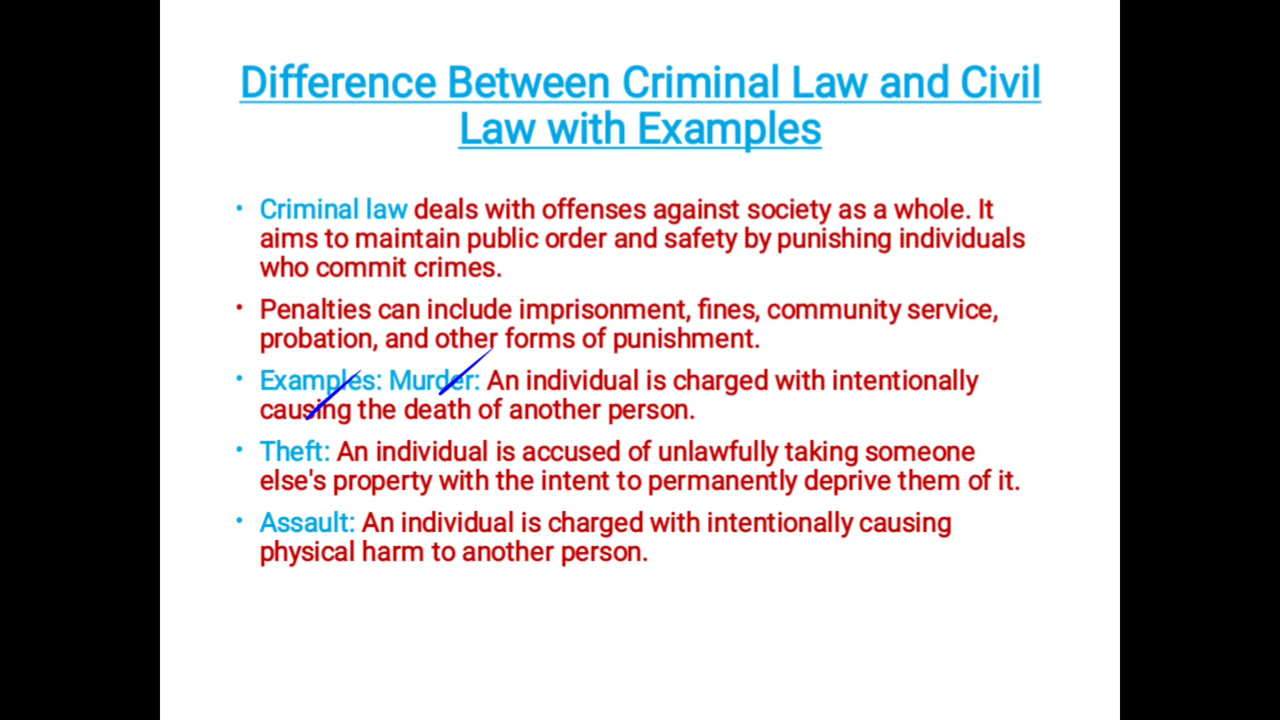 Difference Between Criminal Law and Civil
Law with Examples
• Criminal law deals with offenses against society as a whole. It
aims to maintain public order and safety by punishing individuals
who commit crimes.
• Penalties can include imprisonment, fines, community service,
probation, and other forms of punishment.
• Examples: Murder: An individual is charged with intentionally
causing the death of another person.
• Theft: An individual is accused of unlawfully taking someone
else's property with the intent to permanently deprive them of it.
• Assault: An individual is charged with intentionally causing
physical harm to another person.